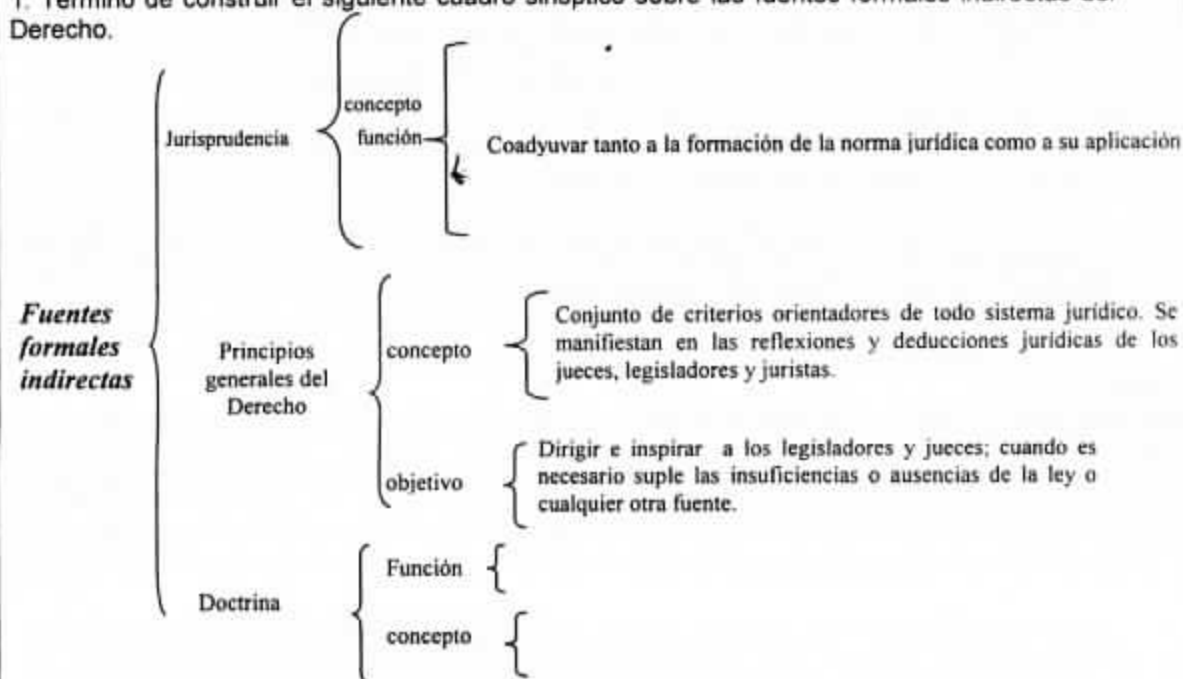 1. Termino de construir el siguiente cuadro sinóptico sobre las fuentes formales indirectas del
Derecho.
Jurisprudencia
concepto
función
Coadyuvar tanto a la formación de la norma jurídica como a su aplicación
Fuentes
formales
indirectas
Principios
generales del
Derecho
concepto
Conjunto de criterios orientadores de todo sistema jurídico. Se
manifiestan en las reflexiones y deducciones jurídicas de los
jueces, legisladores y juristas.
objetivo
Dirigir e inspirar a los legisladores y jueces; cuando es
necesario suple las insuficiencias o ausencias de la ley o
cualquier otra fuente.
Doctrina
Función
concepto